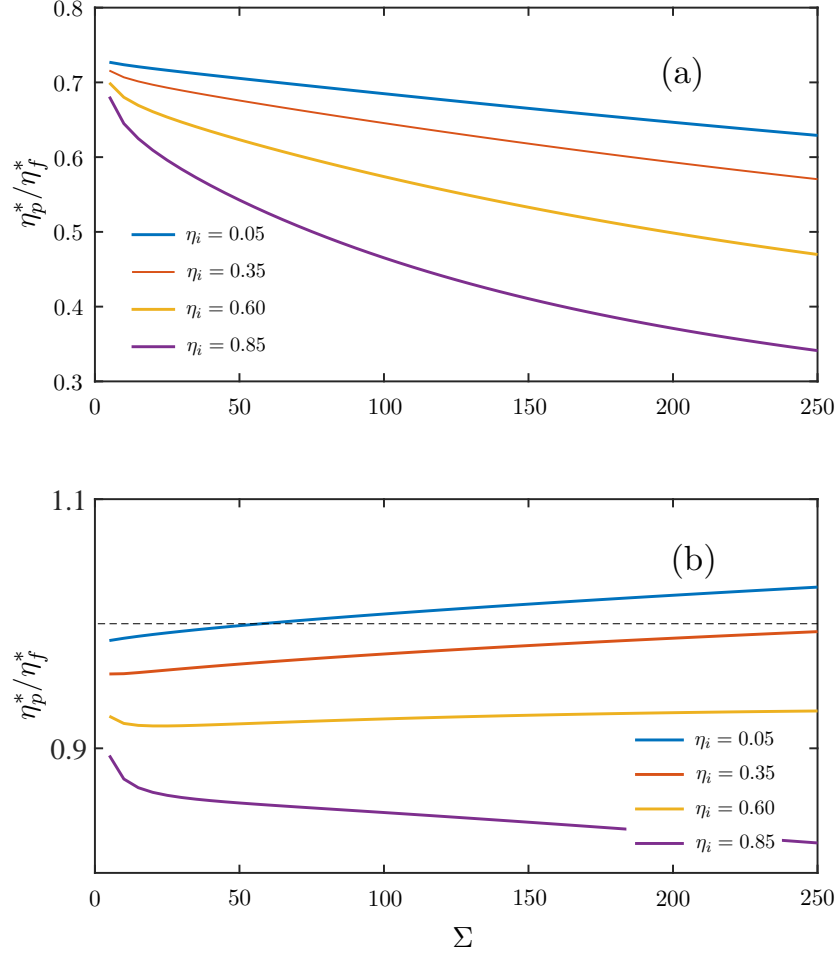 0.8
(a)
0.7
0.6
η*p/η*f
0.5
ηi = 0.05
ηi = 0.35
0.4
ηi = 0.60
ηi = 0.85
0.3
0 50 100 150 200 250
1.1
(b)
η*p/η*f
0.9
ηi = 0.05
ηi = 0.35
ηi = 0.60
ηi = 0.85
0 50 100 150 200 250
Σ